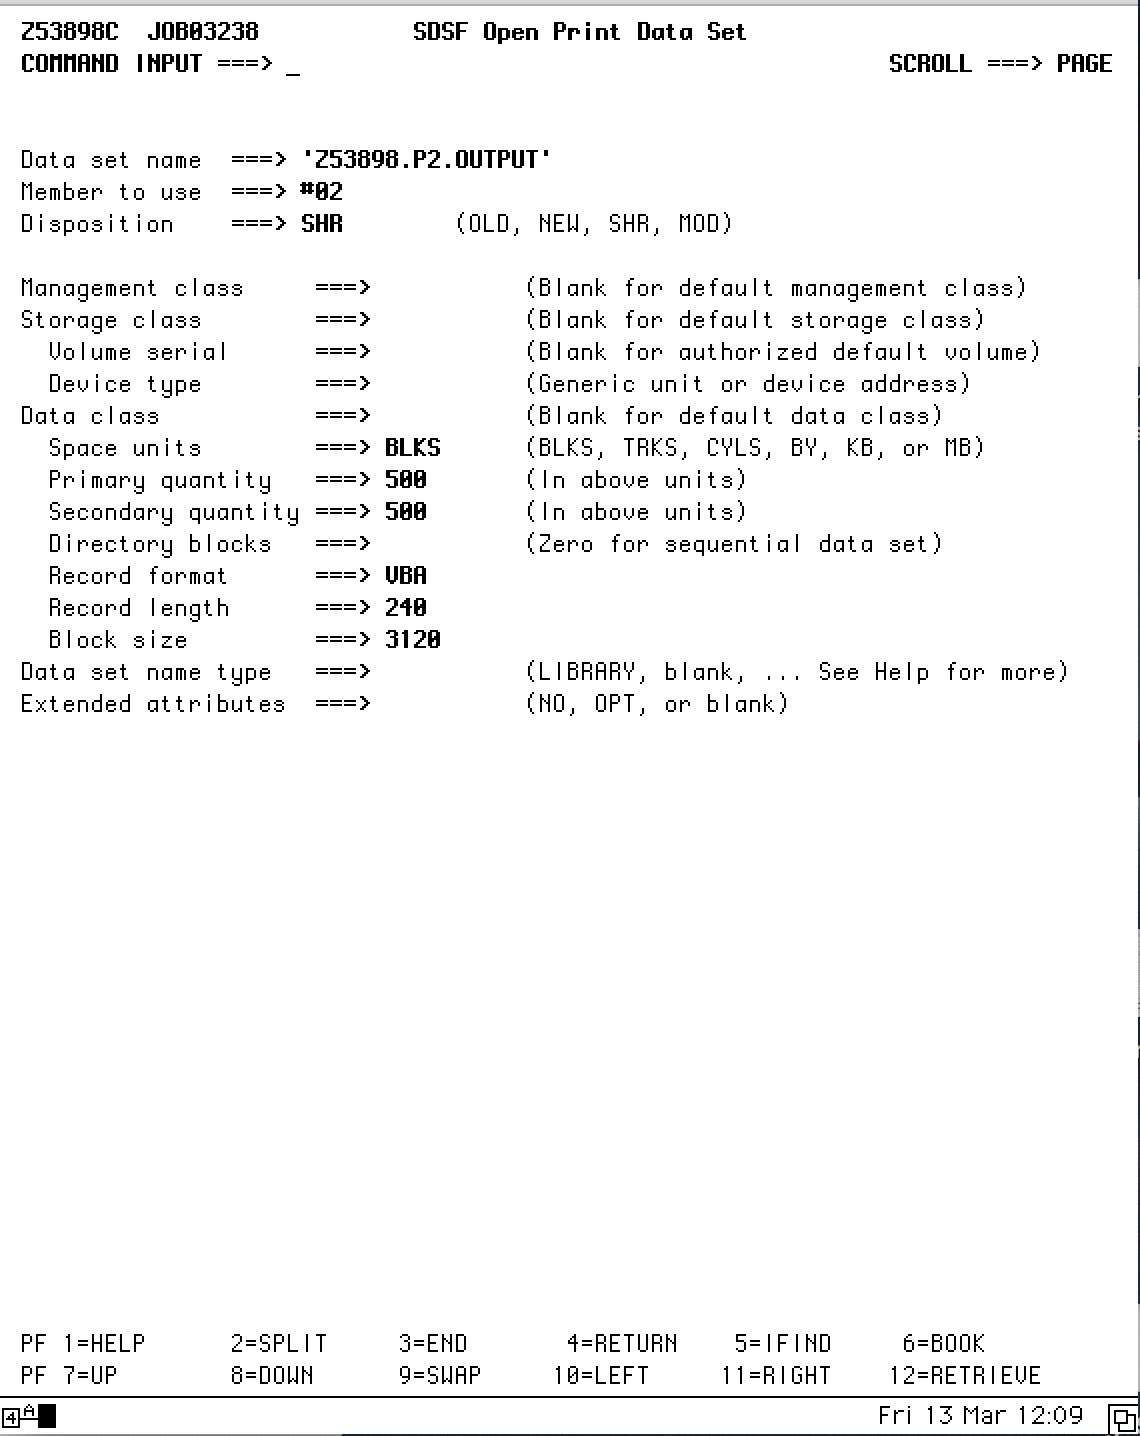 Z53898C  JOB03238           SDSF Open Print Data Set
COMMAND INPUT ===> _                                          SCROLL ===> PAGE
Data set name  ===> 'Z53898.P2.OUTPUT'
Member to use  ===> #02
Disposition    ===> SHR        (OLD, NEW, SHR, MOD)
Management class     ===>           (Blank for default management class)
Storage class        ===>           (Blank for default storage class)
  Volume serial      ===>           (Blank for authorized default volume)
  Device type        ===>           (Generic unit or device address)
Data class           ===>           (Blank for default data class)
  Space units        ===> BLKS      (BLKS, TRKS, CYLS, BY, KB, or MB)
  Primary quantity   ===> 500       (In above units)
  Secondary quantity ===> 500       (In above units)
  Directory blocks   ===>           (Zero for sequential data set)
  Record format      ===> VBA
  Record length      ===> 240
  Block size         ===> 3120
Data set name type   ===>           (LIBRARY, blank, ... See Help for more)
Extended attributes  ===>           (NO, OPT, or blank)
PF 1=HELP      2=SPLIT     3=END       4=RETURN    5=IFIND     6=BOOK
PF 7=UP        8=DOWN      9=SWAP     10=LEFT     11=RIGHT    12=RETRIEVE
4 A Fri 13 Mar 12:09